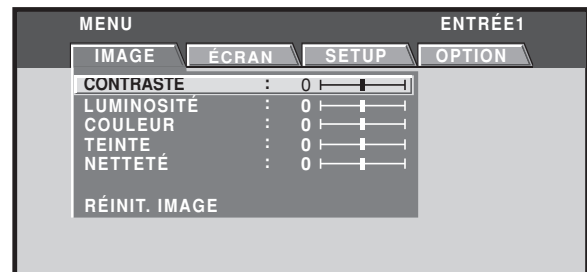 MENU ENTRÉE1
IMAGE ÉCRAN SETUP OPTION
CONTRASTE : 0
LUMINOSITÉ : 0
COULEUR : 0
TEINTE : 0
NETTETÉ : 0
RÉINIT. IMAGE